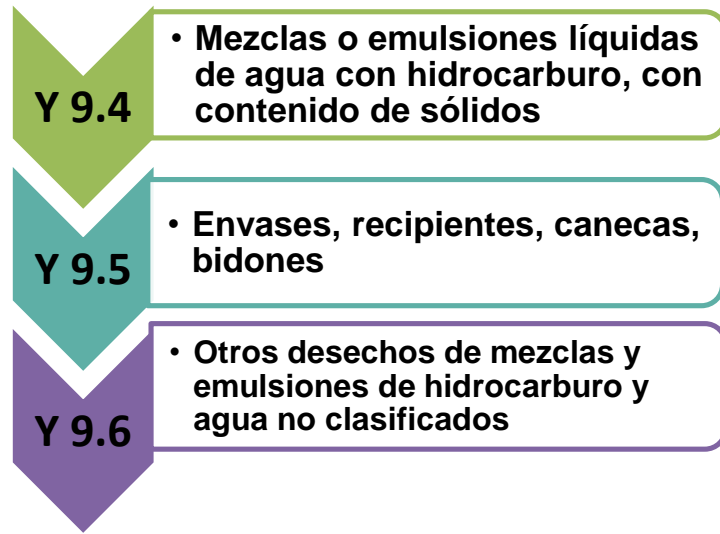 Y 9.4
• Mezclas o emulsiones líquidas
de agua con hidrocarburo, con
contenido de sólidos
Y 9.5
• Envases, recipientes, canecas,
bidones
Y 9.6
• Otros desechos de mezclas y
emulsiones de hidrocarburo y
agua no clasificados